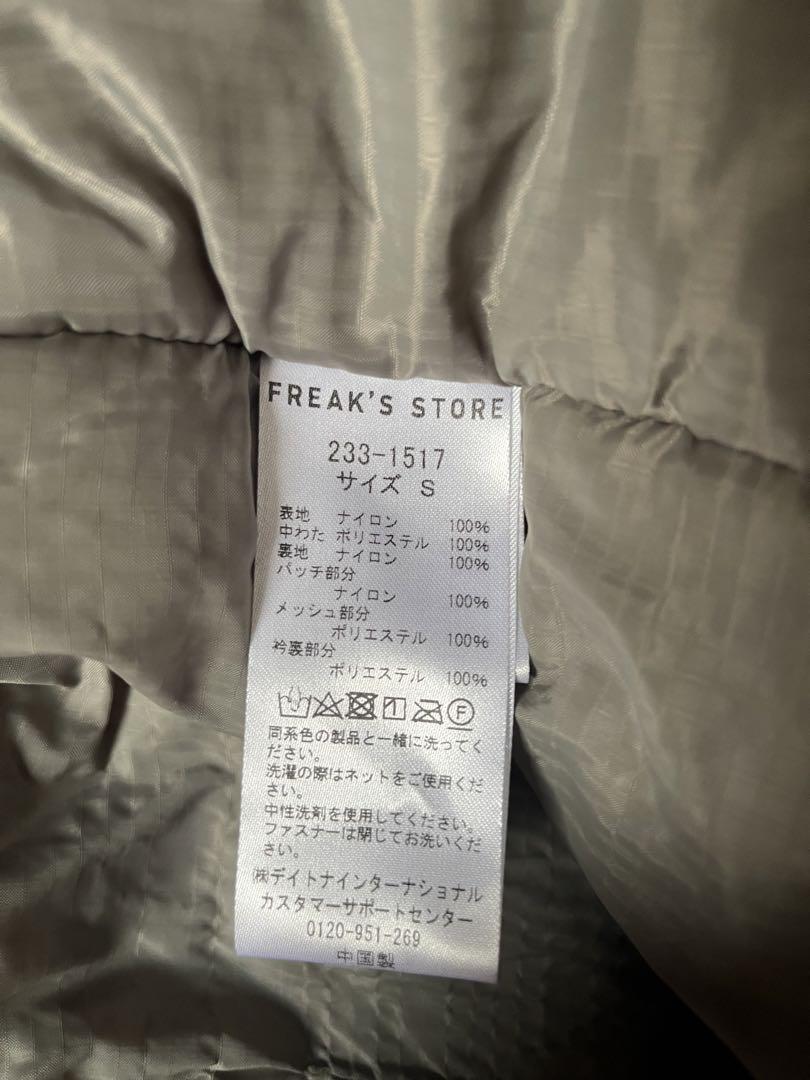 FREAK'S STORE
233-1517
サイズ S
表地 ナイロン 100%
中わた ポリエステル 100%
裏地 ナイロン 100%
パッチ部分
ナイロン 100%
メッシュ部分
ポリエステル 100%
衿裏部分
ポリエステル 100%
F
同系色の製品と一緒に洗ってく
ださい。
洗濯の際はネットをご使用くだ
さい。
中性洗剤を使用してください。
ファスナーは閉じてお洗いくだ
さい。
㈱デイトナインターナショナル
カスタマーサポートセンター
0120-951-269
中国製